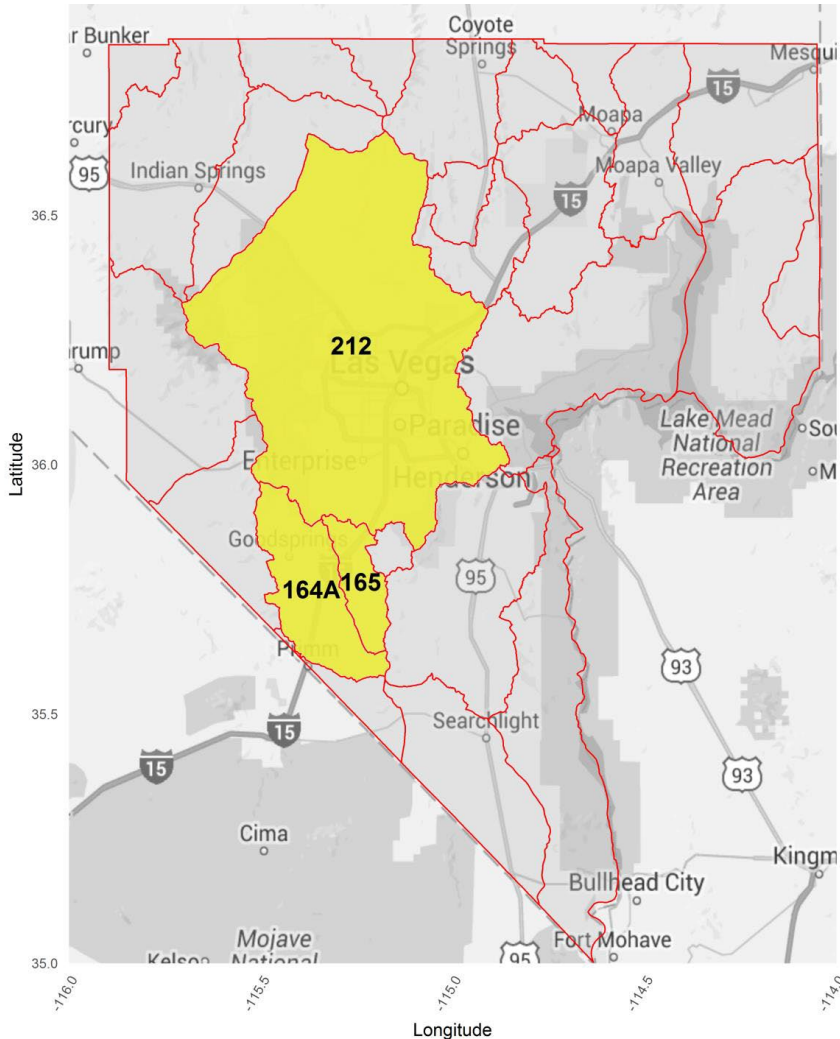 Coyote
Springs
r Bunker
Mesqui
15
Moapa
rcury
95
Indian Springs
Moapa Valley
15
36.5
212
rump
Las Vegas
Paradise
Lake Mead
National
Recreation
Area
Sou
36.0
Enterprise
Henderson
M
Goodsprings
164A
165
95
Primm
93
35.5
Searchlight
15
15
93
Cima
Kingm
Bullhead City
Mojave
National
Kelso
Fort Mohave
95
35.0
-116.0
-115.5
-115.0
-114.5
-114.0
Latitude
Longitude